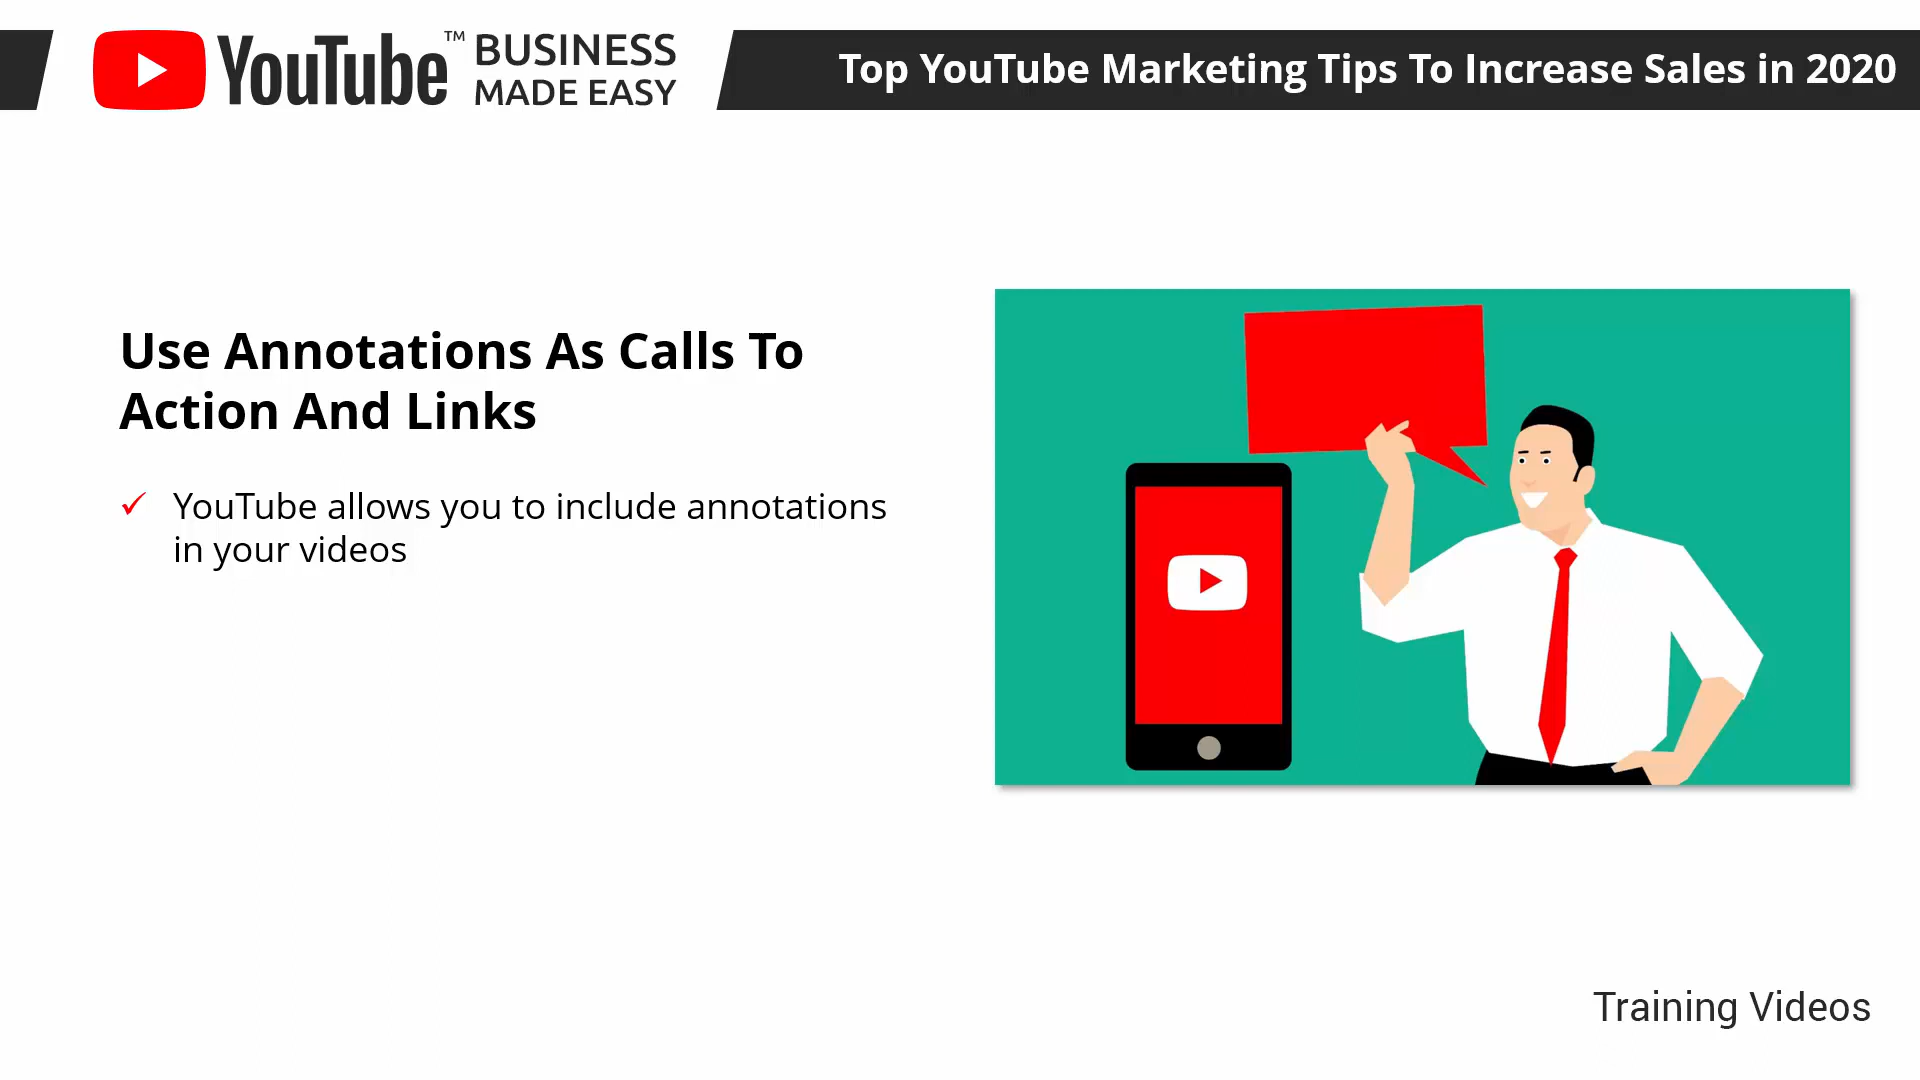 YouTube™ BUSINESS
MADE EASY
Top YouTube Marketing Tips To Increase Sales in 2020
Use Annotations As Calls To
Action And Links
YouTube allows you to include annotations
in your videos
Training Videos